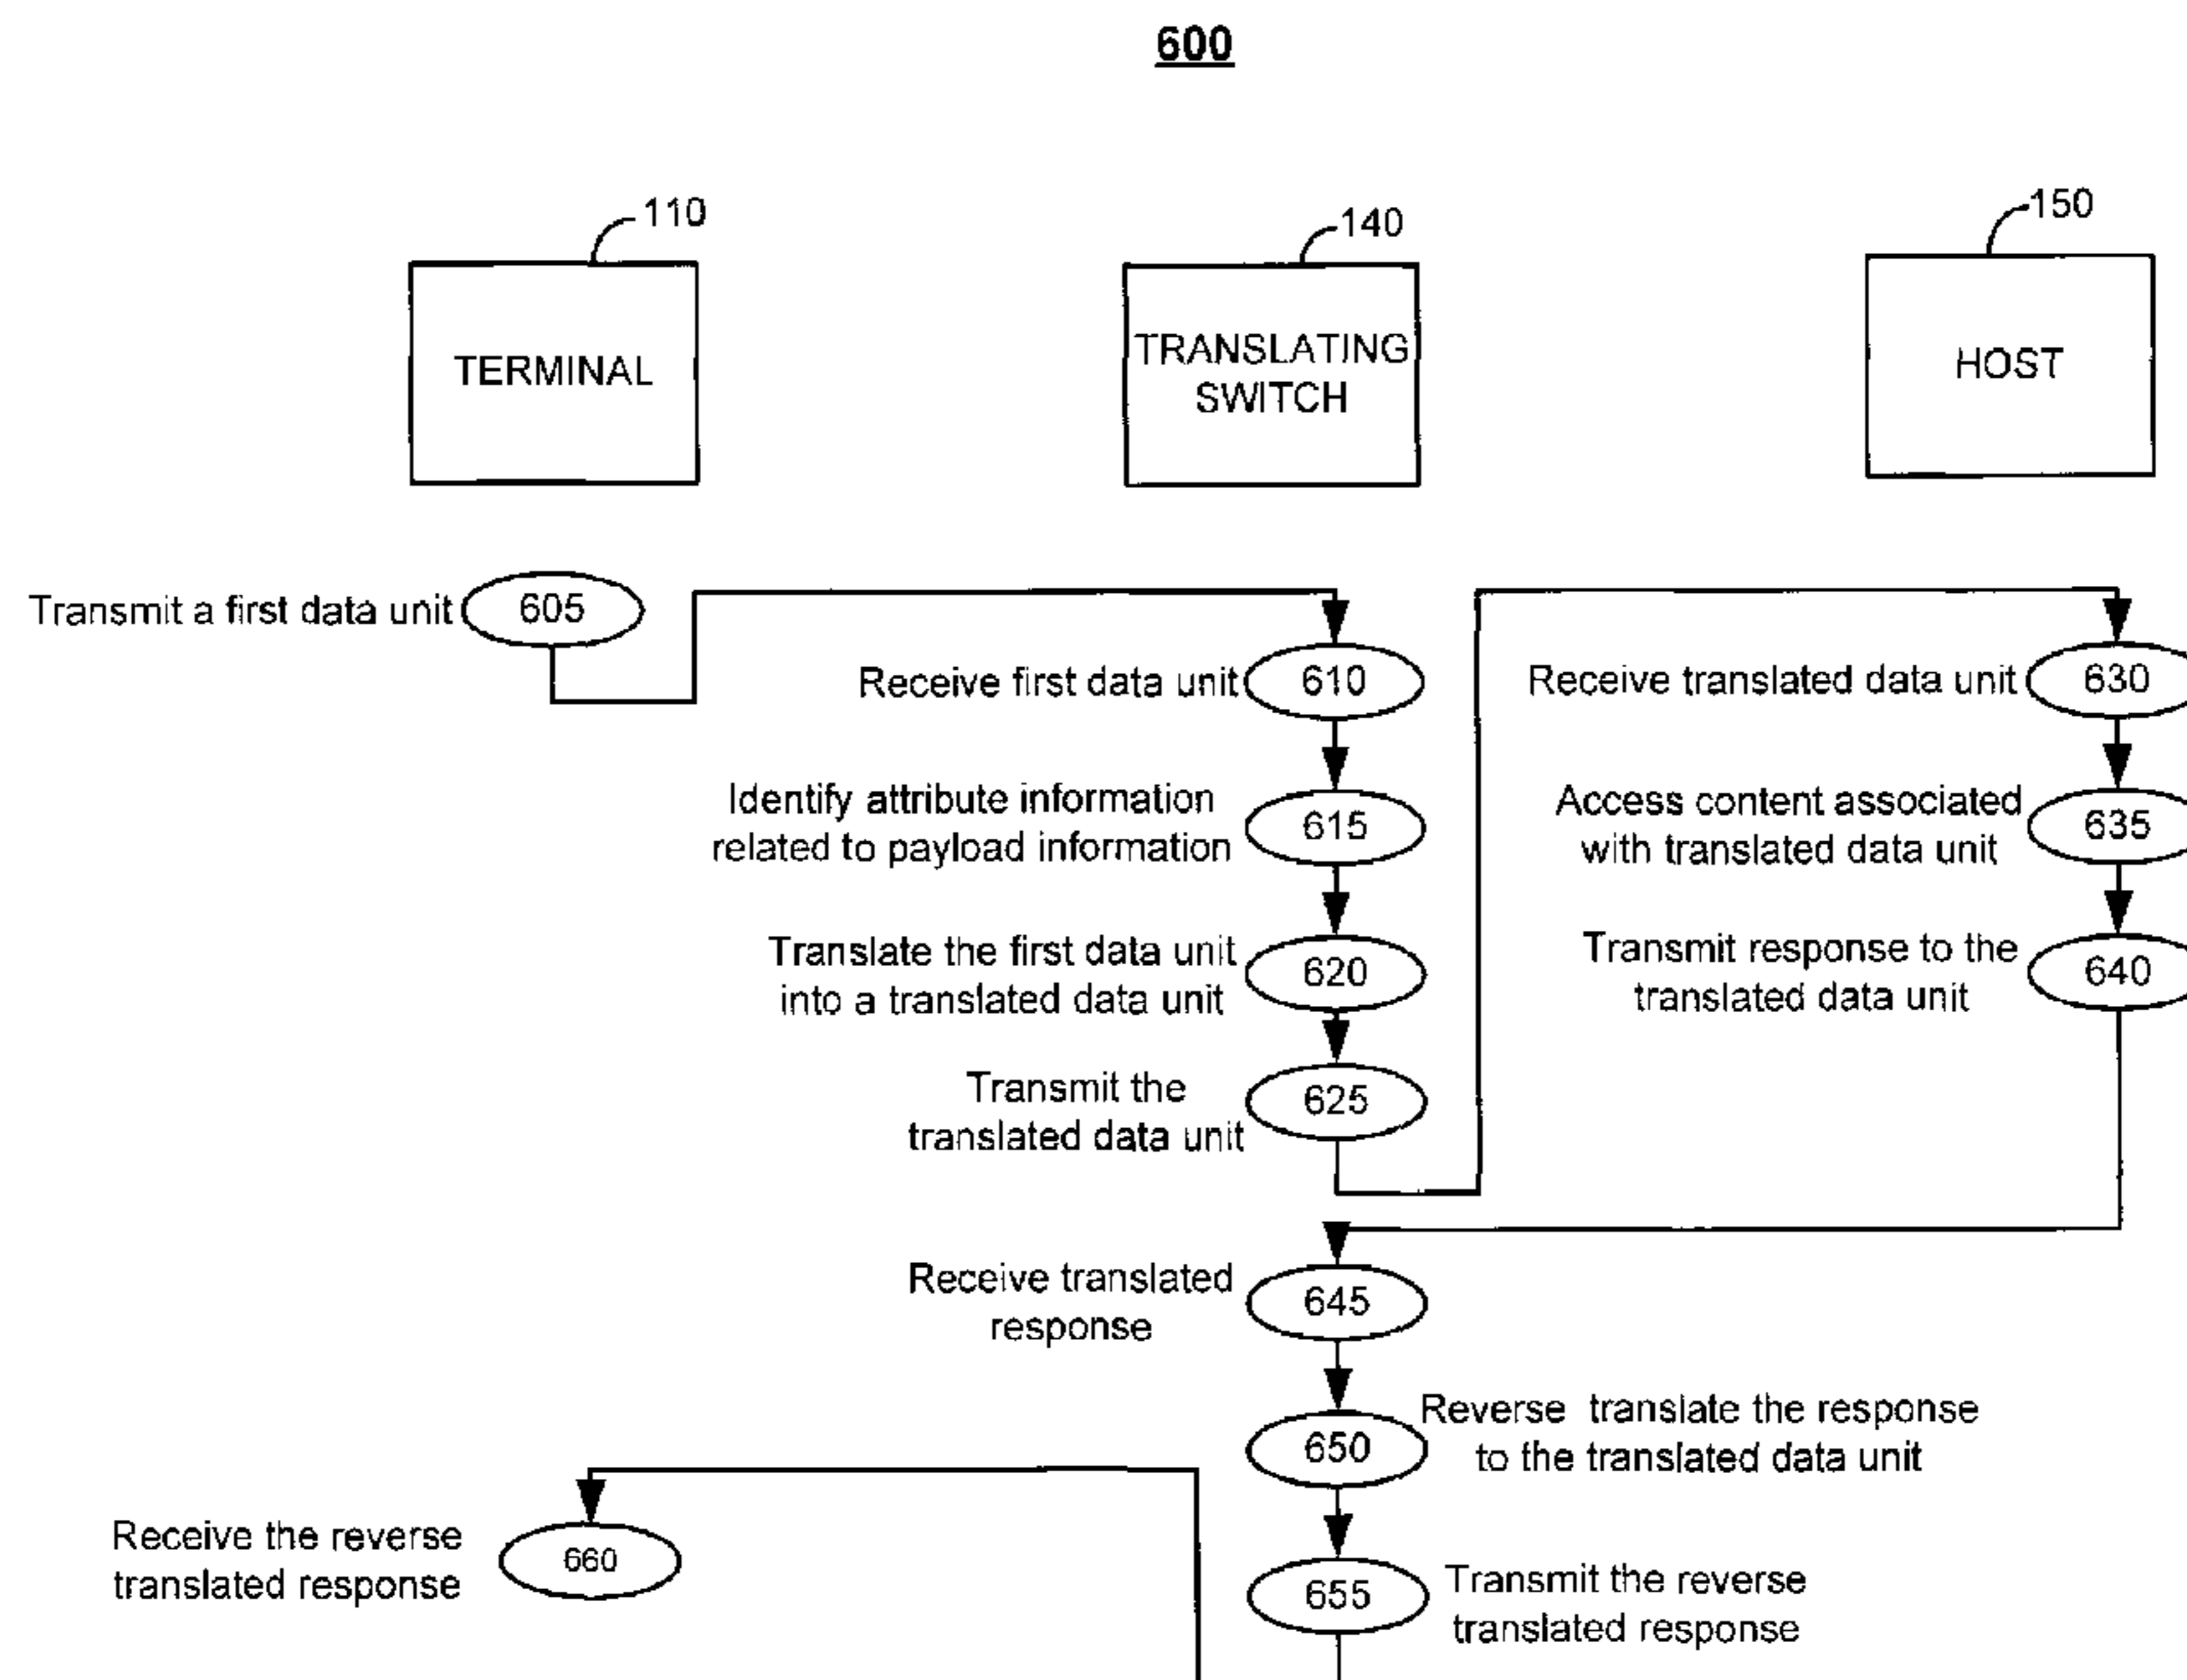 600
110
140
150
TERMINAL
TRANSLATING
SWITCH
HOST
Transmit a first data unit
605
Receive first data unit
610
Receive translated data unit
630
Identify attribute information
related to payload information
615
Access content associated
with translated data unit
635
Translate the first data unit
into a translated data unit
620
Transmit response to the
translated data unit
640
Transmit the
translated data unit
625
Receive translated
response
645
650
Reverse translate the response
to the translated data unit
Receive the reverse
translated response
660
655
Transmit the reverse
translated response